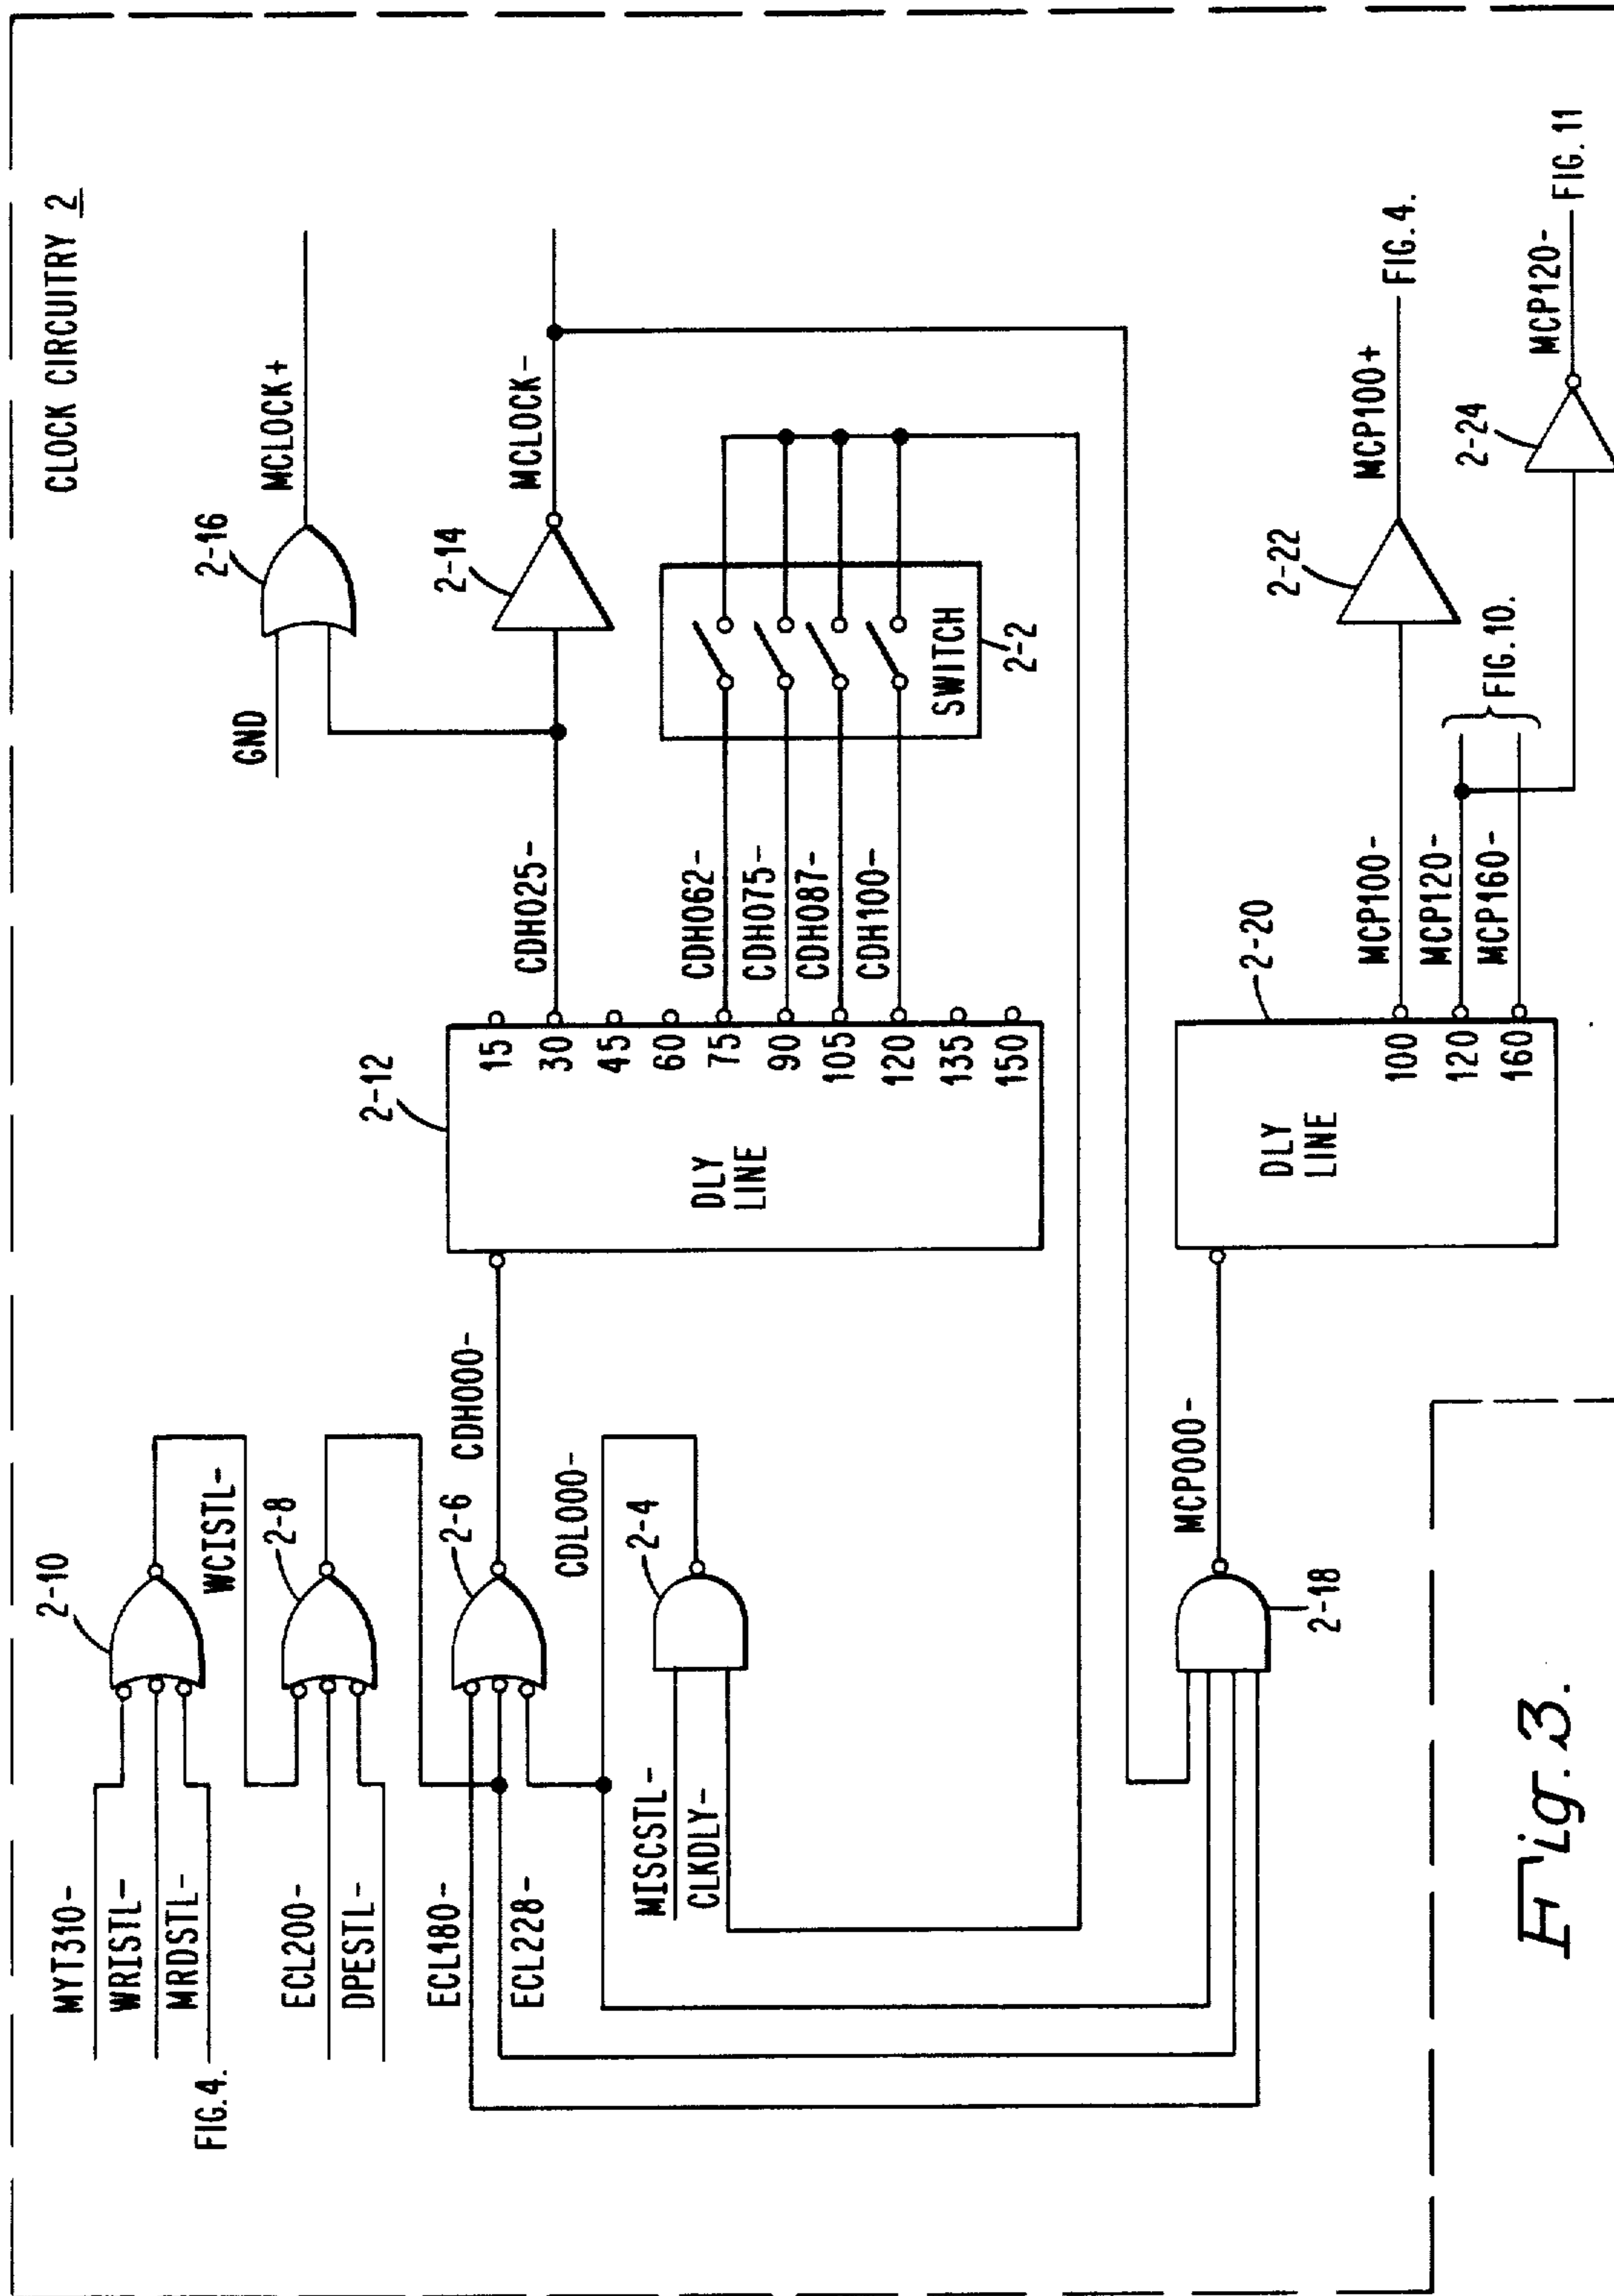 CLOCK CIRCUITRY 2
MYT310-
WRISTL-
MRDSTL-
FIG.4.
2-10
WCISTL-
ECL200-
DPESTL-
2-8
ECL180-
ECL228-
2-6
CDH000-
CDL000-
MISCSTL-
CLKDLY-
2-4
2-12
DLY
LINE
15
30
45
60
75
90
105
120
135
150
GND
2-16
MCLOCK+
CDH025-
2-14
MCLOCK-
CDH062-
CDH075-
CDH087-
CDH100-
SWITCH
2-2
2-18
MCP000-
2-20
DLY
LINE
100
120
160
MCP100-
MCP120-
MCP160-
FIG.10.
2-22
MCP100+
FIG.4.
2-24
MCP120-
FIG.11
Fig.3.